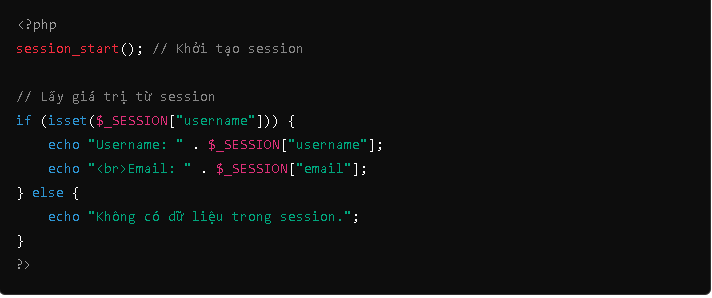 <?php
session_start(); // Khởi tạo session
// Lấy giá trị từ session
if (isset($_SESSION["username"])) {
echo "Username: " . $_SESSION["username"];
echo "<br>Email: " . $_SESSION["email"];
} else {
echo "Không có dữ liệu trong session.";
}
?>